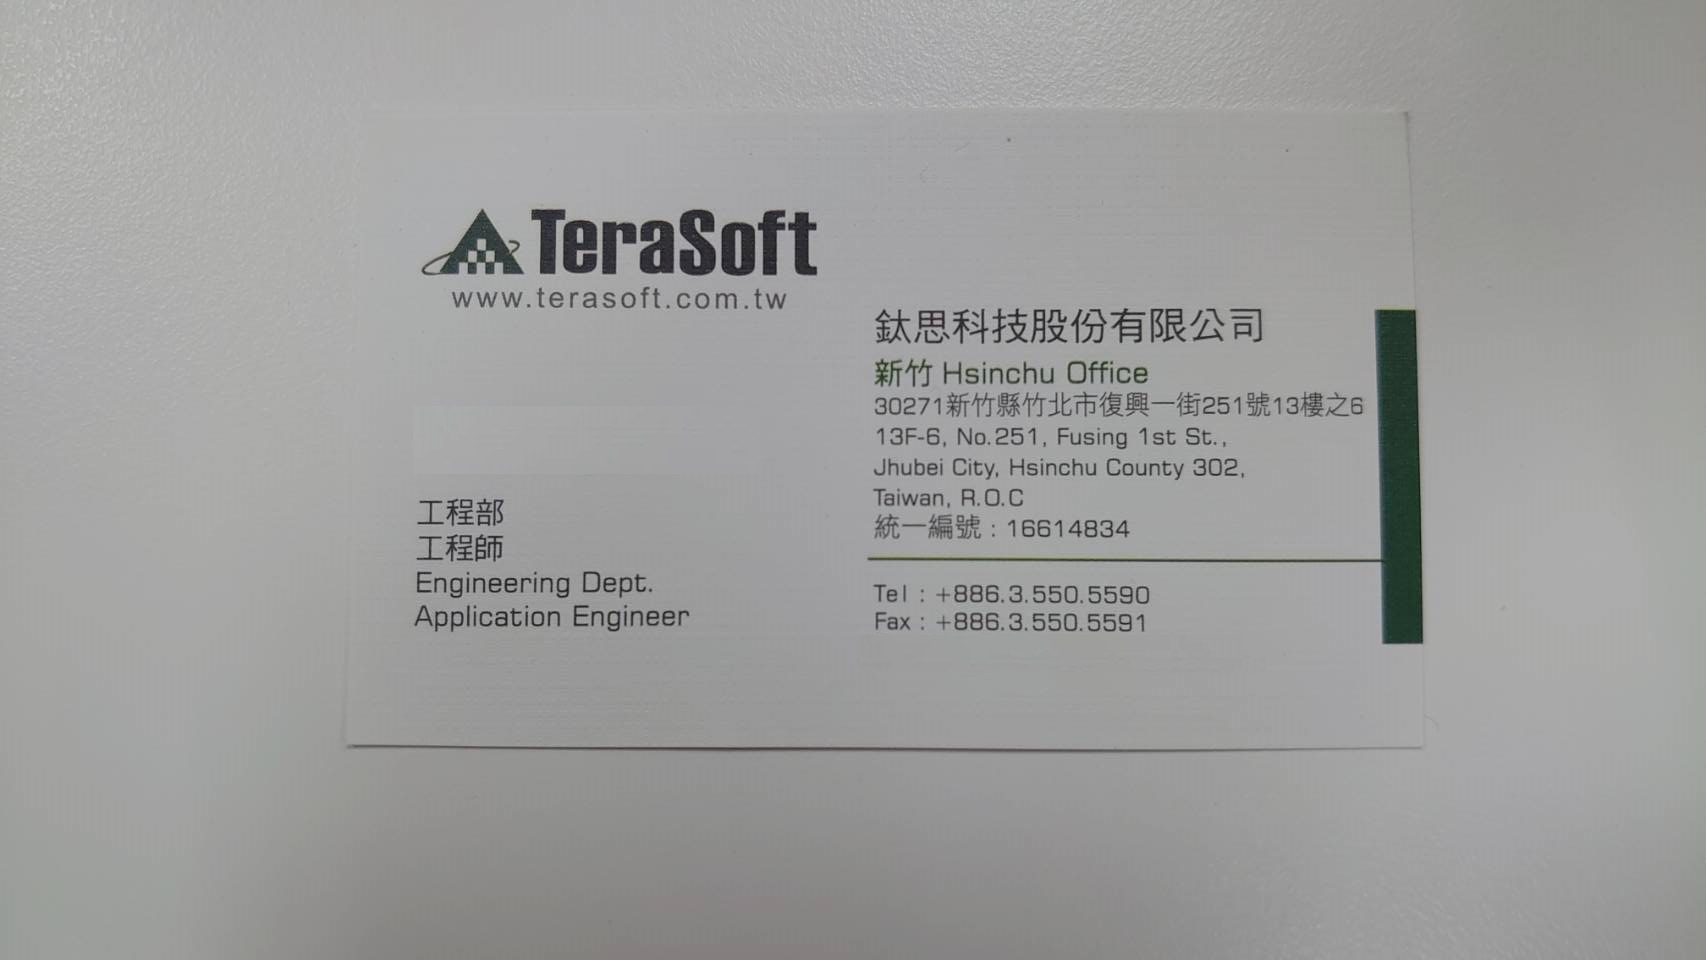 TeraSoft
www.terasoft.com.tw
工程部
工程師
Engineering Dept.
Application Engineer
鈦思科技股份有限公司
新竹 Hsinchu Office
30271新竹縣竹北市復興一街251號13樓之6
13F-6, No.251, Fusing 1st St.,
Jhubei City, Hsinchu County 302,
Taiwan, R.O.C
統一編號：16614834
Tel : +886.3.550.5590
Fax : +886.3.550.5591